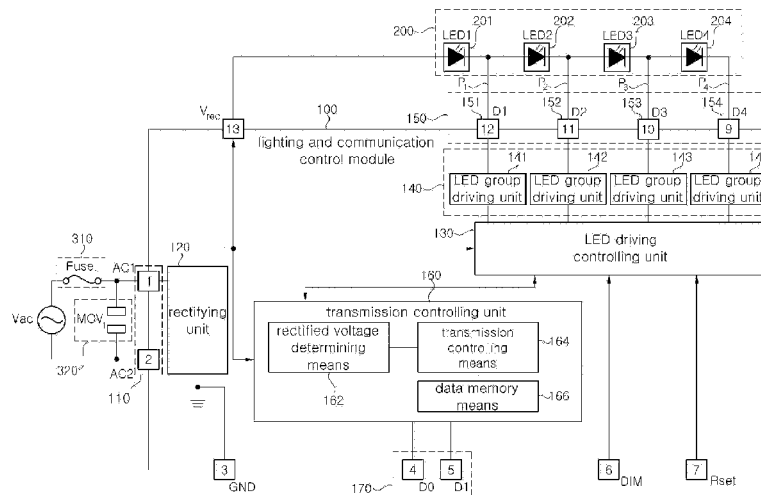 200
201
202
203
204
LED1
LED2
LED3
LED4
P1
P2
P3
P4
151
D1
152
D2
153
D3
154
D4
Vrec
13
100
150
12
11
10
9
lighting and communication
control module
141
142
143
LED group
driving unit
LED group
driving unit
LED group
driving unit
LED group
driving unit
140
130
LED driving
controlling unit
310
Fuse
AC1
1
120
rectifying
unit
Vac
MOV
320
AC2
2
110
160
transmission controlling unit
rectified voltage
determining
means
162
transmission
controlling
means
164
data memory
means
166
3
GND
4
D0
5
D1
170
6
DIM
7
Rset